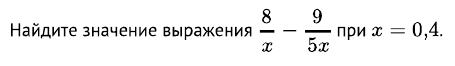 Найдите значение выражения 8/x − 9/5x при x = 0,4.